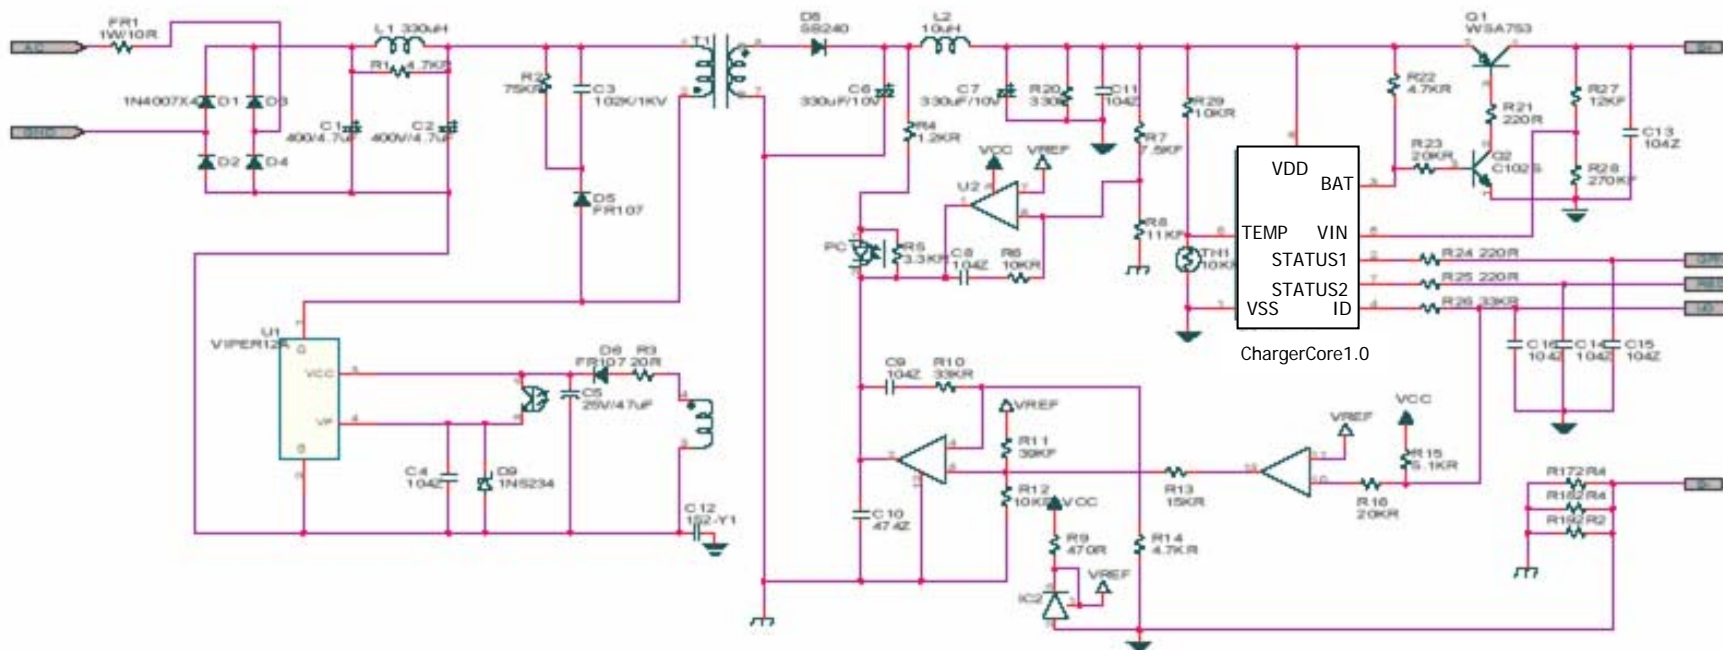 FR1
1W/10R
AC
L1 330uH
R1 4.7KR
1N4007X4
D1
D3
D2
D4
C1
400/4.7uF
C2
400V/4.7uF
R2
75KR
C3
102K/1KV
D5
FR107
T1
D8
SB240
L2
10uH
C6
330uF/10V
C7
330uF/10V
R20
330R
C11
104Z
R4
1.2KR
R7
7.5KF
VCC
VREF
U2
R8
11KF
PC
R5
3.3KR
C8
104Z
R6
10KR
R29
10KR
TH1
VDD
BAT
TEMP
VIN
STATUS1
STATUS2
VSS
ID
ChargerCore1.0
R22
4.7KR
R23
20KR
Q1
WSA753
R21
220R
Q2
R27
12KF
R28
270KF
C13
104Z
R24 220R
R25 220R
R26 33KR
C16
104Z
C14
104Z
C15
104Z
U1
VIPER12A
VCC
D6
FR107
R3
20R
C5
25V/47uF
C4
104Z
D9
1N5234
C12
152-Y1
C9
104Z
R10
33KR
C10
474Z
VREF
R11
39KF
R12
R13
15KR
VCC
R9
470R
IC2
VREF
R14
4.7KR
VREF
VCC
R15
5.1KR
R16
20KR
R17 2R4
R18 2R4
R19 2R2